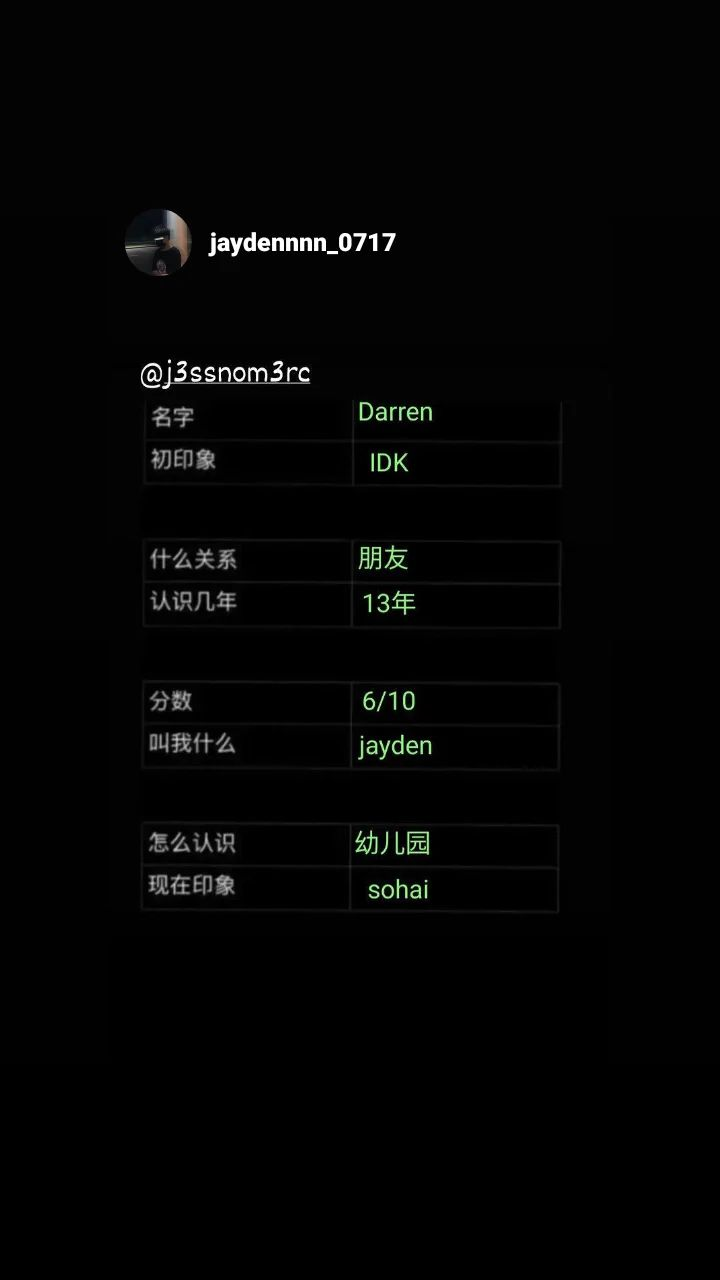 jaydennnn_0717
@j3ssnom3rc
名字 Darren
初印象 IDK
什么关系 朋友
认识几年 13年
分数 6/10
叫我什么 jayden
怎么认识 幼儿园
现在印象 sohai